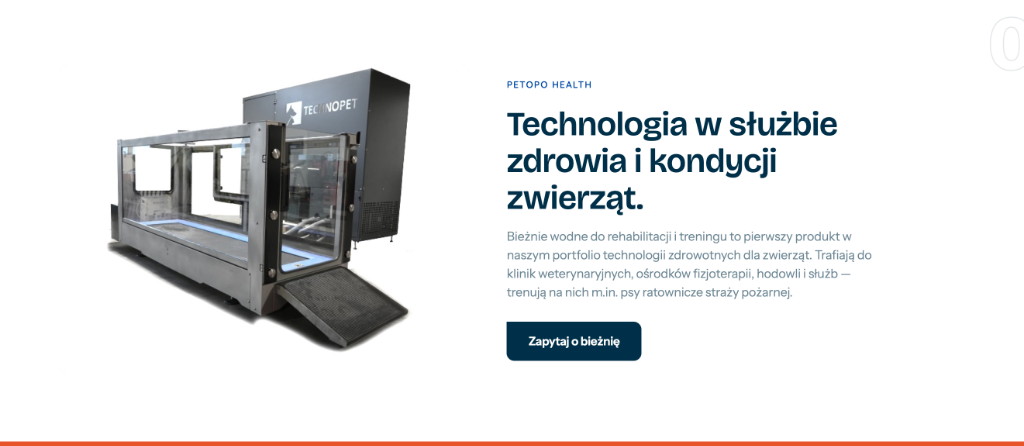 TECHNOPET
0
PETOPO HEALTH
Technologia w służbie
zdrowia i kondycji
zwierząt.
Bieżnie wodne do rehabilitacji i treningu to pierwszy produkt w
naszym portfolio technologii zdrowotnych dla zwierząt. Trafiają do
klinik weterynaryjnych, ośrodków fizjoterapii, hodowli i służb —
trenują na nich m.in. psy ratownicze straży pożarnej.
Zapytaj o bieżnię